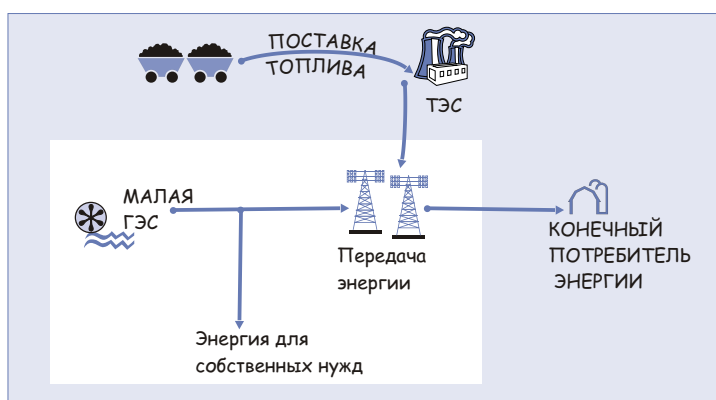 ПОСТАВКА
ТОПЛИВА
ТЭС
МАЛАЯ
ГЭС
Передача
энергии
КОНЕЧНЫЙ
ПОТРЕБИТЕЛЬ
ЭНЕРГИИ
Энергия для
собственных нужд